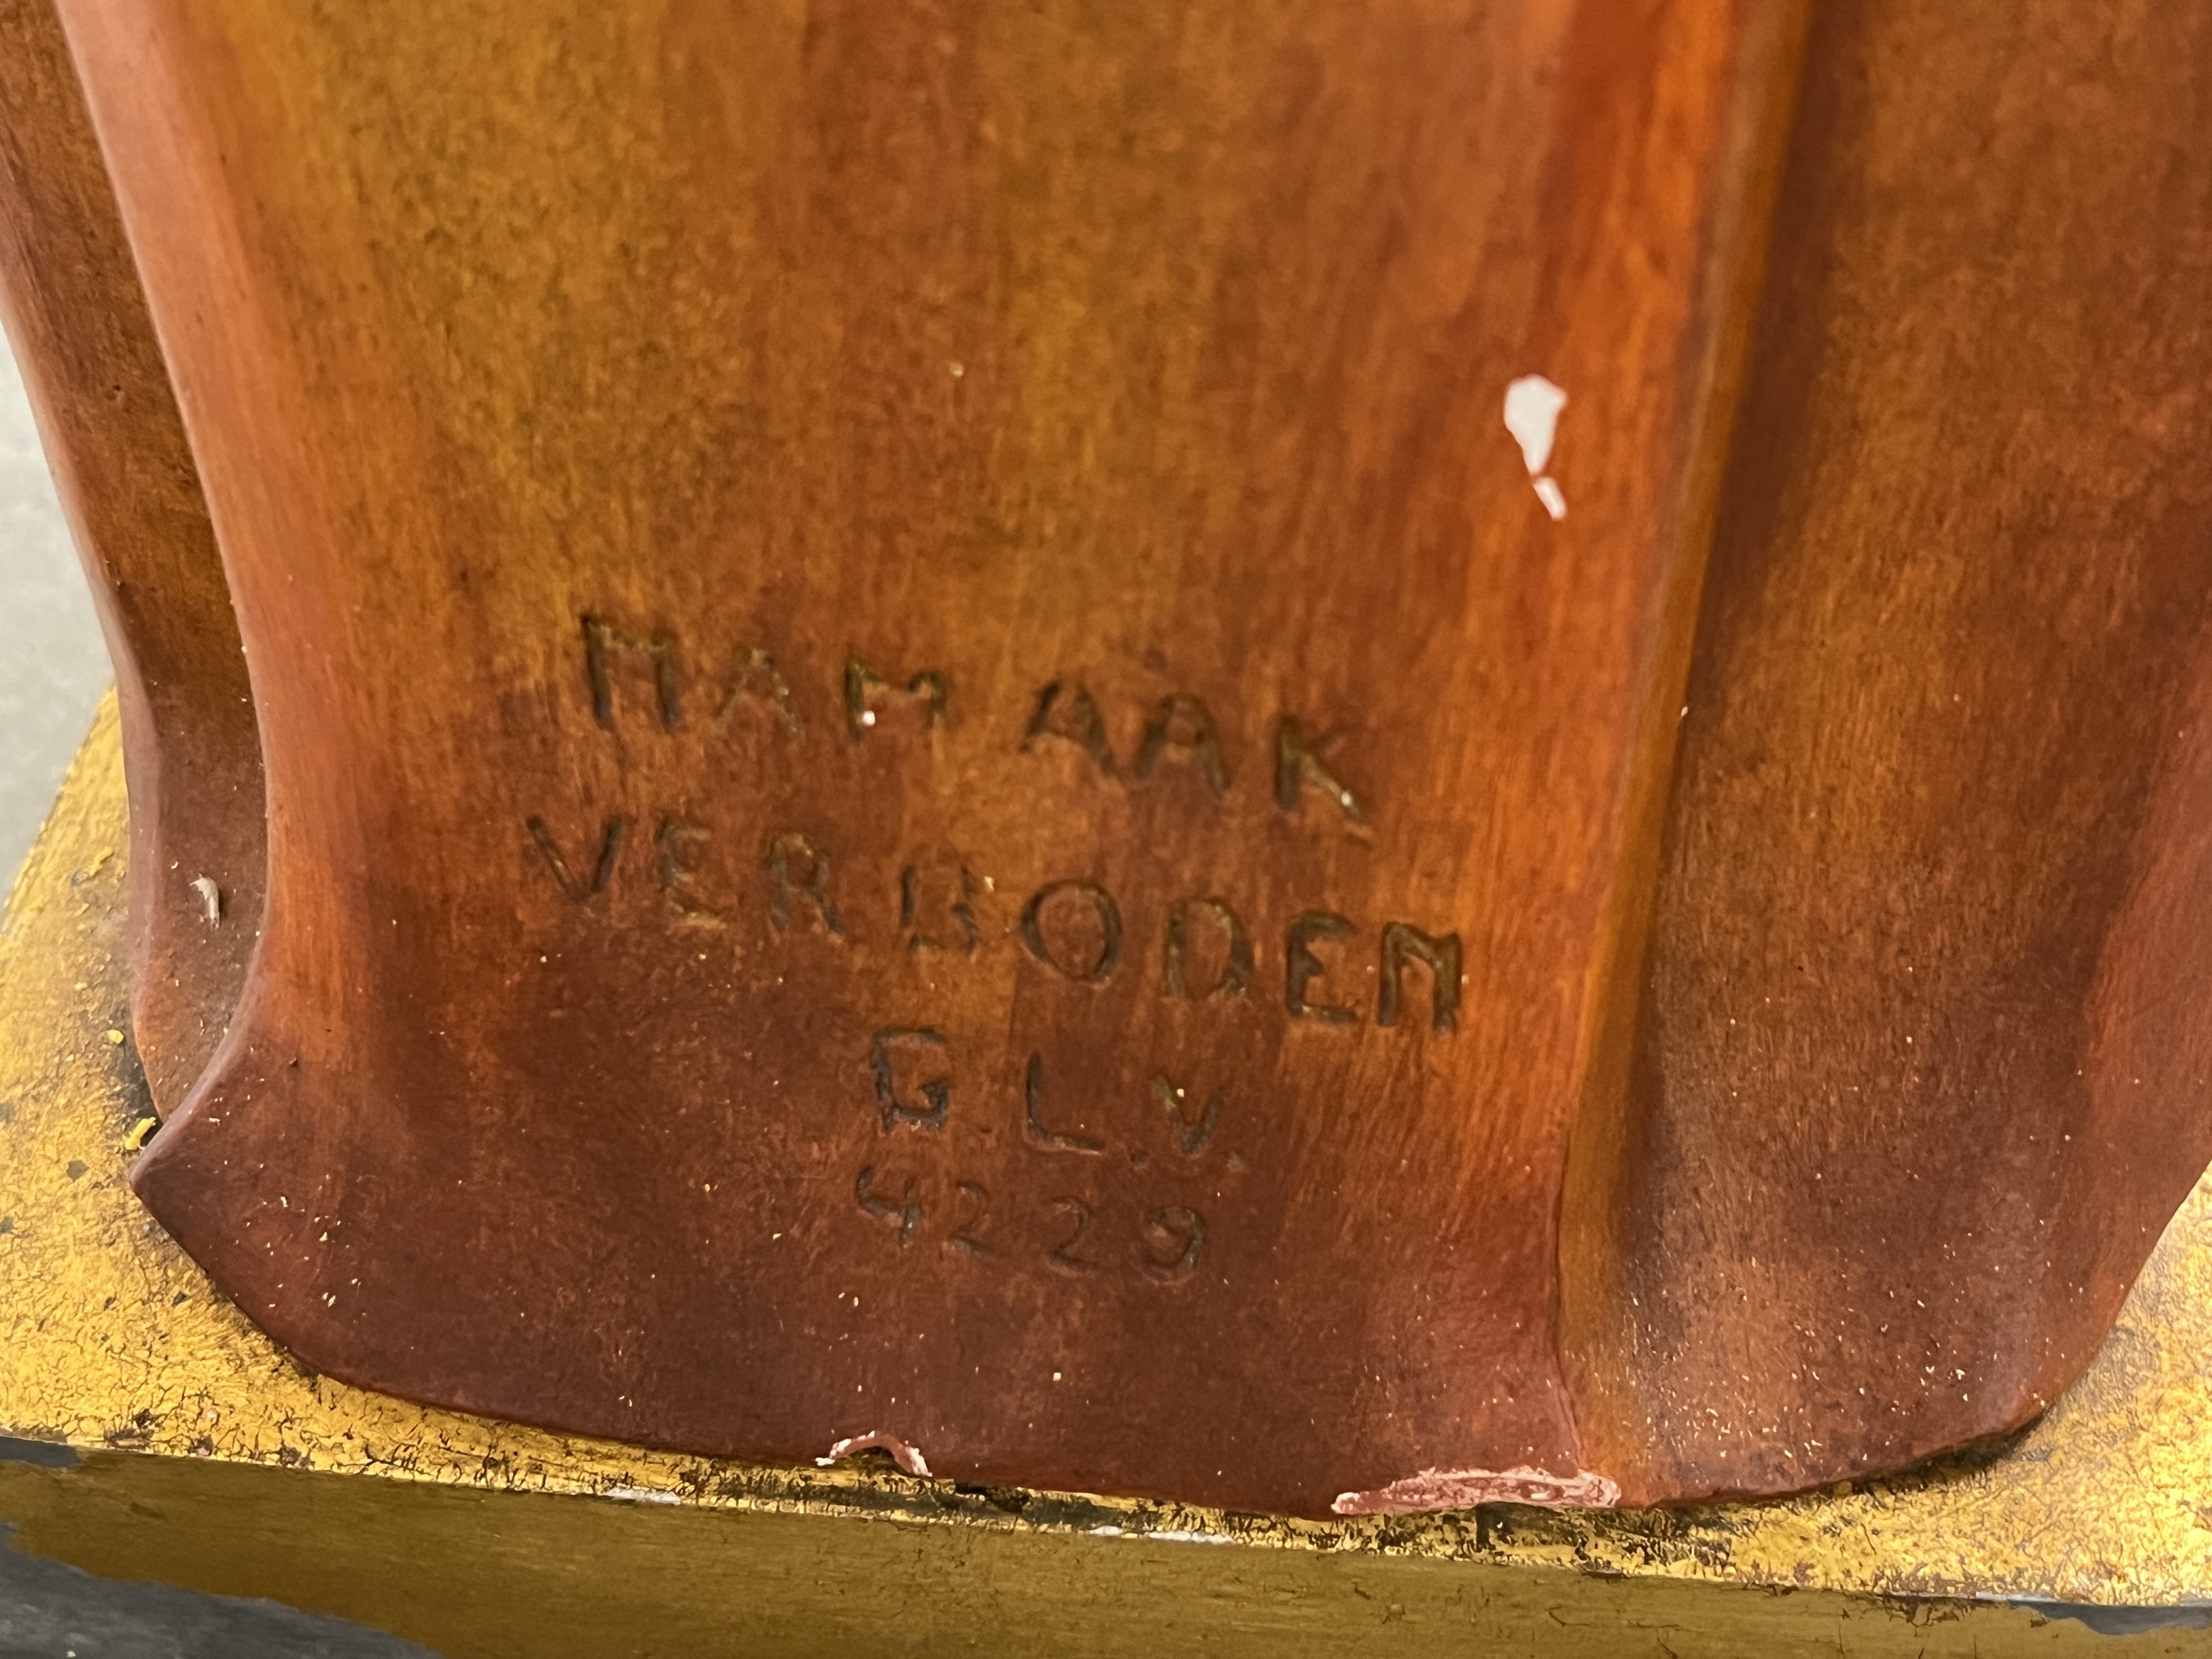 NAMAAK
VERBODEN
G.L.V.
4229